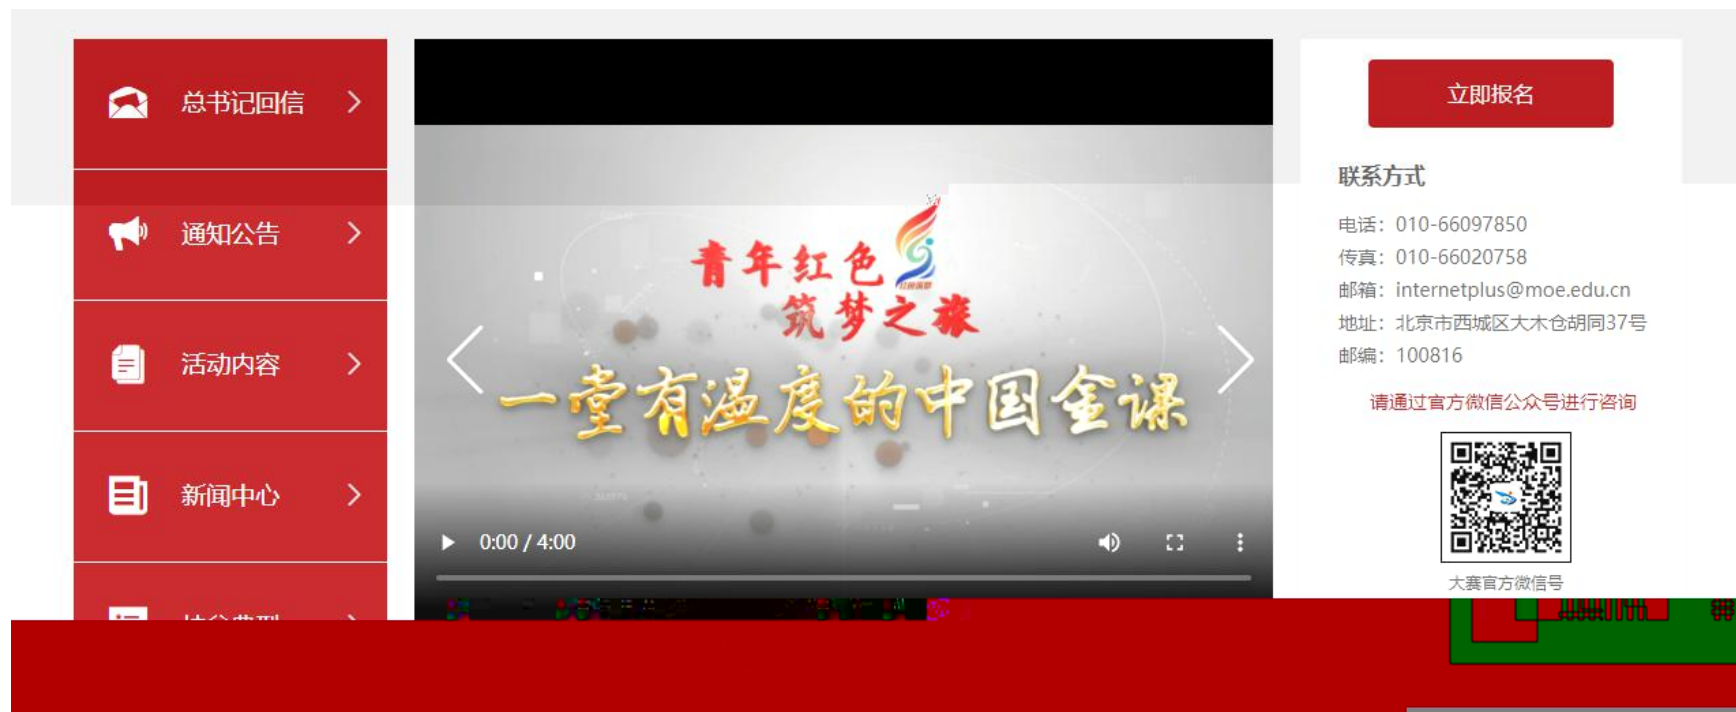 总书记回信
通知公告
活动内容
新闻中心
青年红色
筑梦之旅
一堂有温度的中国金课
0:00 / 4:00
立即报名
联系方式
电话：010-66097850
传真：010-66020758
邮箱：internetplus@moe.edu.cn
地址：北京市西城区大木仓胡同37号
邮编：100816
请通过官方微信公众号进行咨询
大赛官方微信号